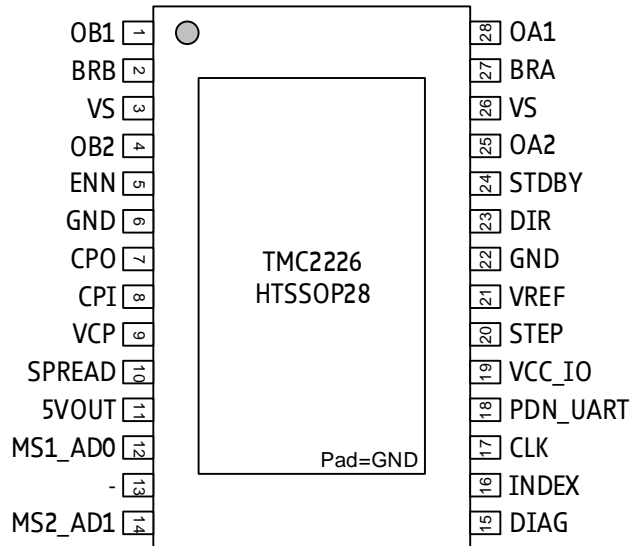 OB1 1 28 OA1
BRB 2 27 BRA
VS 3 26 VS
OB2 4 25 OA2
ENN 5 24 STDBY
GND 6 23 DIR
CPO 7 22 GND
TMC2226
CPI 8 21 VREF
HTSSOP28
VCP 9 20 STEP
SPREAD 10 19 VCC_IO
5VOUT 11 18 PDN_UART
MS1_AD0 12 17 CLK
Pad=GND
- 13 16 INDEX
MS2_AD1 14 15 DIAG